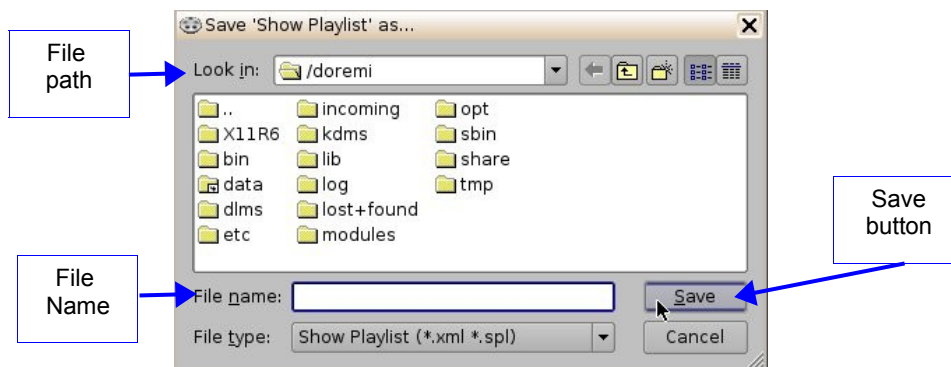 Save 'Show Playlist' as...
File
path
Look in: /doremi
.. incoming opt
X11R6 kdms sbin
bin lib share
data log tmp
dlms lost+found
etc modules
Save
button
File
Name
File name: Save
File type: Show Playlist (*.xml *.spl) Cancel